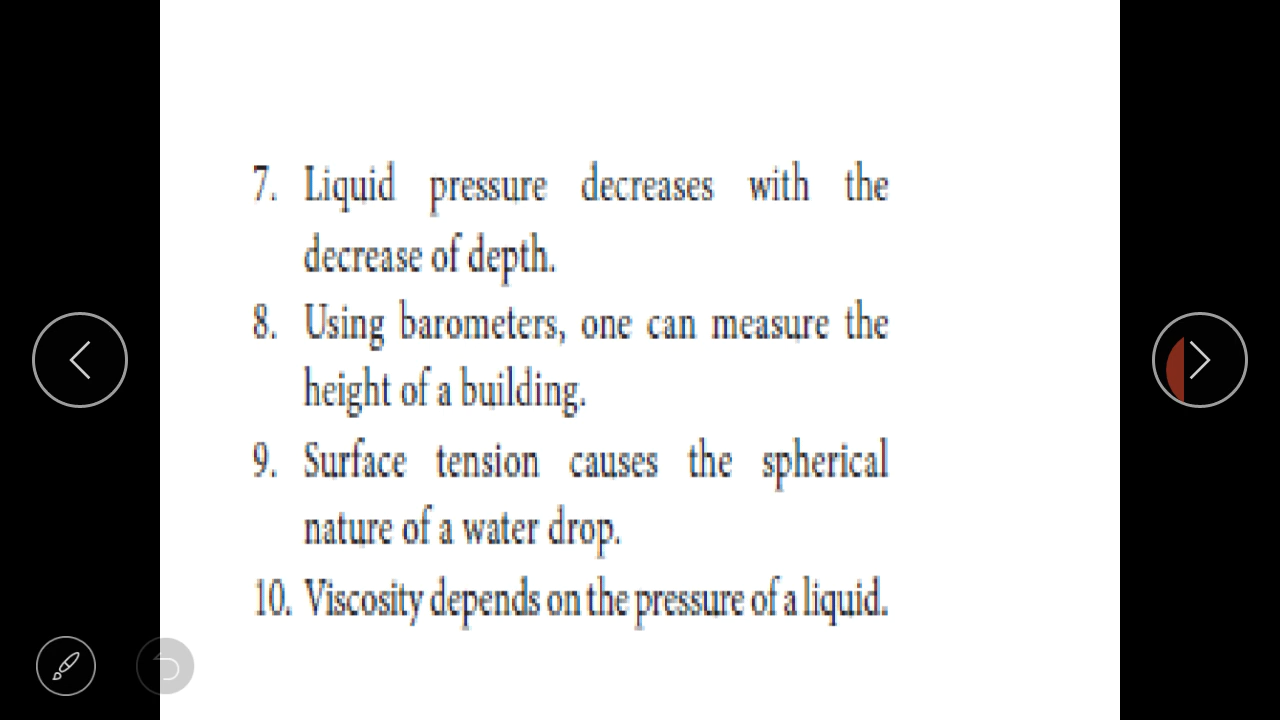 7. Liquid pressure decreases with the
decrease of depth.
8. Using barometers, one can measure the
height of a building.
9. Surface tension causes the spherical
nature of a water drop.
10. Viscosity depends on the pressure of a liquid.